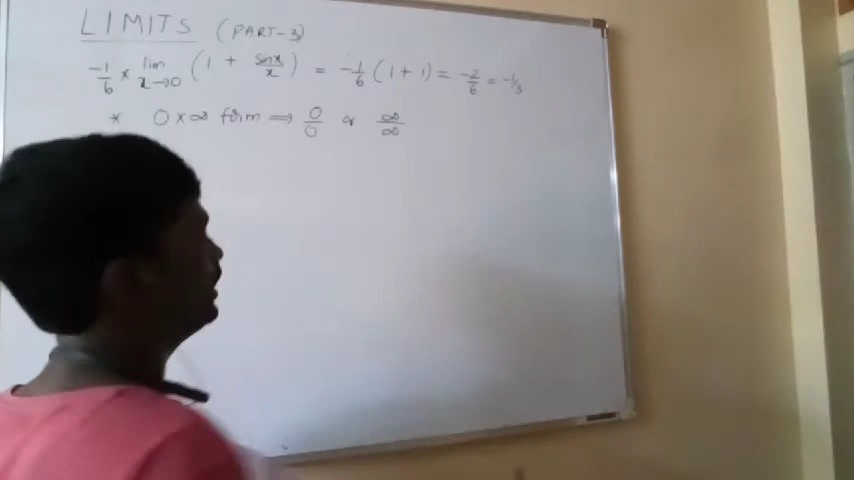 LIMITS (PART-3)
-1/6 * lim x→0 (1 + sinx/x) = -1/6 (1+1) = -2/6 = -1/3
* 0×∞ form ⟹ 0/0 or ∞/∞